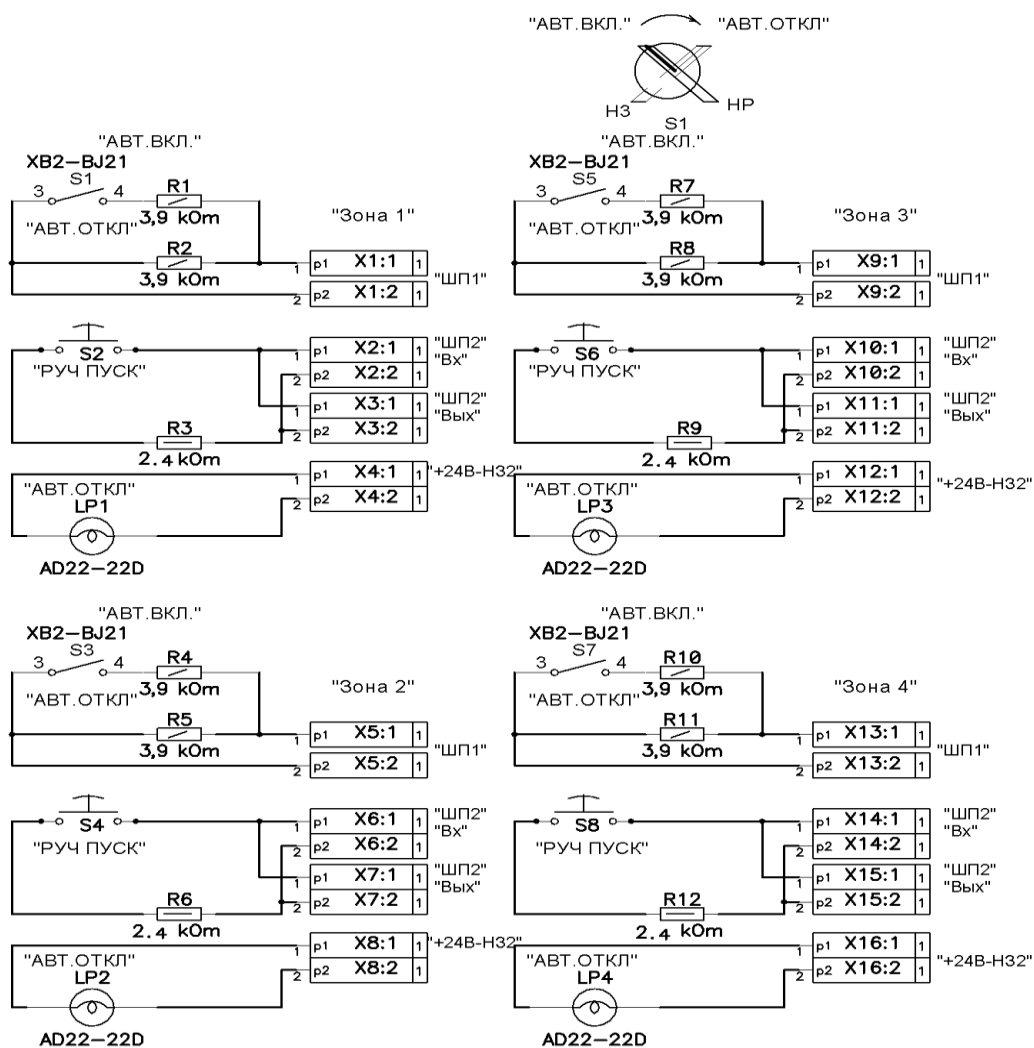 "АВТ.ВКЛ." "АВТ.ОТКЛ"
НЗ НР
S1
"АВТ.ВКЛ."
XB2-BJ21
S1
3 4 R1
3,9 kOm
"АВТ.ОТКЛ"
R2
3,9 kOm
"Зона 1"
1 p1 X1:1 1
2 p2 X1:2 1
"ШП1"
S2
"РУЧ ПУСК"
1 p1 X2:1 1
2 p2 X2:2 1
"ШП2"
"Вх"
1 p1 X3:1 1
2 p2 X3:2 1
"ШП2"
"Вых"
R3
2.4 kOm
1 p1 X4:1 1
2 p2 X4:2 1
"+24В-НЗ2"
"АВТ.ОТКЛ"
LP1
AD22-22D
"АВТ.ВКЛ."
XB2-BJ21
S5
3 4 R7
3,9 kOm
"АВТ.ОТКЛ"
R8
3,9 kOm
"Зона 3"
1 p1 X9:1 1
2 p2 X9:2 1
"ШП1"
S6
"РУЧ ПУСК"
1 p1 X10:1 1
2 p2 X10:2 1
"ШП2"
"Вх"
1 p1 X11:1 1
2 p2 X11:2 1
"ШП2"
"Вых"
R9
2.4 kOm
1 p1 X12:1 1
2 p2 X12:2 1
"+24В-НЗ2"
"АВТ.ОТКЛ"
LP3
AD22-22D
"АВТ.ВКЛ."
XB2-BJ21
S3
3 4 R4
3,9 kOm
"АВТ.ОТКЛ"
R5
3,9 kOm
"Зона 2"
1 p1 X5:1 1
2 p2 X5:2 1
"ШП1"
S4
"РУЧ ПУСК"
1 p1 X6:1 1
2 p2 X6:2 1
"ШП2"
"Вх"
1 p1 X7:1 1
2 p2 X7:2 1
"ШП2"
"Вых"
R6
2.4 kOm
1 p1 X8:1 1
2 p2 X8:2 1
"+24В-НЗ2"
"АВТ.ОТКЛ"
LP2
AD22-22D
"АВТ.ВКЛ."
XB2-BJ21
S7
3 4 R10
3,9 kOm
"АВТ.ОТКЛ"
R11
3,9 kOm
"Зона 4"
1 p1 X13:1 1
2 p2 X13:2 1
"ШП1"
S8
"РУЧ ПУСК"
1 p1 X14:1 1
2 p2 X14:2 1
"ШП2"
"Вх"
1 p1 X15:1 1
2 p2 X15:2 1
"ШП2"
"Вых"
R12
2.4 kOm
1 p1 X16:1 1
2 p2 X16:2 1
"+24В-НЗ2"
"АВТ.ОТКЛ"
LP4
AD22-22D